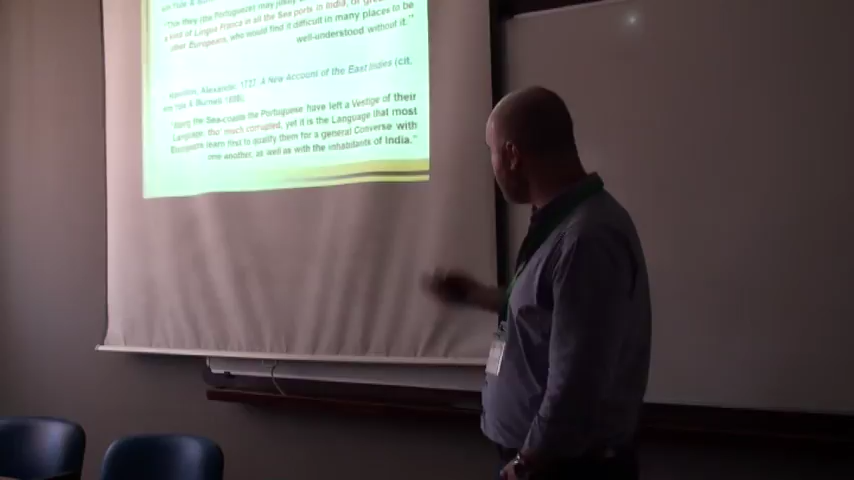 "This they (the Portuguese) may justly
a kind of Lingua Franca in all the Sea ports in India, of great
other Europeans, who would find it difficult in many places to be
well-understood without it."
Alexander. 1727. A New Account of the East Indies (cit.
Yule & Burnell 1886):
"Along the Sea-coasts the Portuguese have left a Vestige of their
Language, tho' much corrupted, yet it is the Language that most
Europeans learn first to qualify them for a general Converse with
one another, as well as with the inhabitants of India."